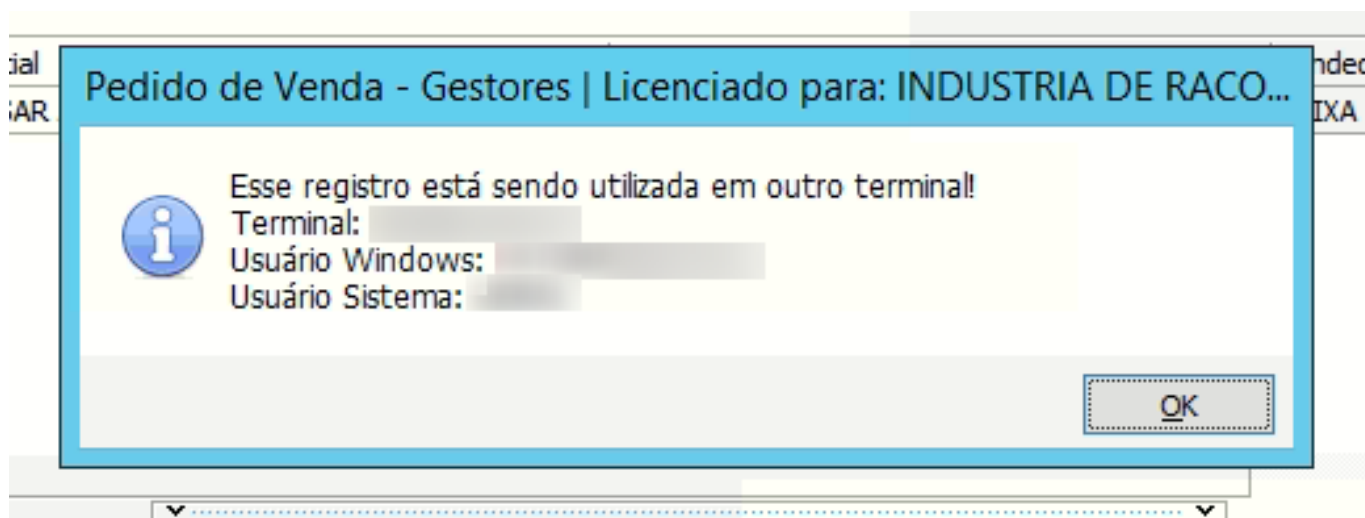 Pedido de Venda - Gestores | Licenciado para: INDUSTRIA DE RACO...
Esse registro está sendo utilizada em outro terminal!
Terminal:
Usuário Windows:
Usuário Sistema:
OK